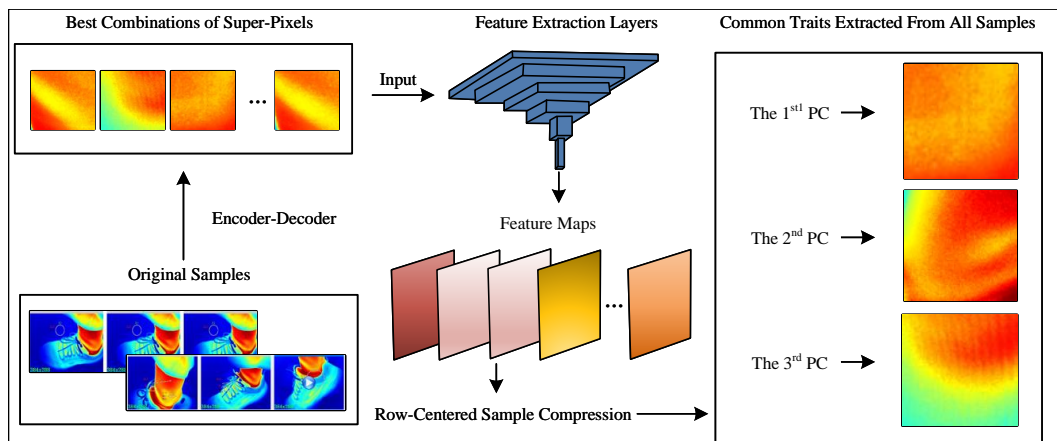 Best Combinations of Super-Pixels
Feature Extraction Layers
Common Traits Extracted From All Samples
...
Input
Encoder-Decoder
Original Samples
Feature Maps
...
Row-Centered Sample Compression
The 1st1 PC
The 2nd PC
The 3rd PC